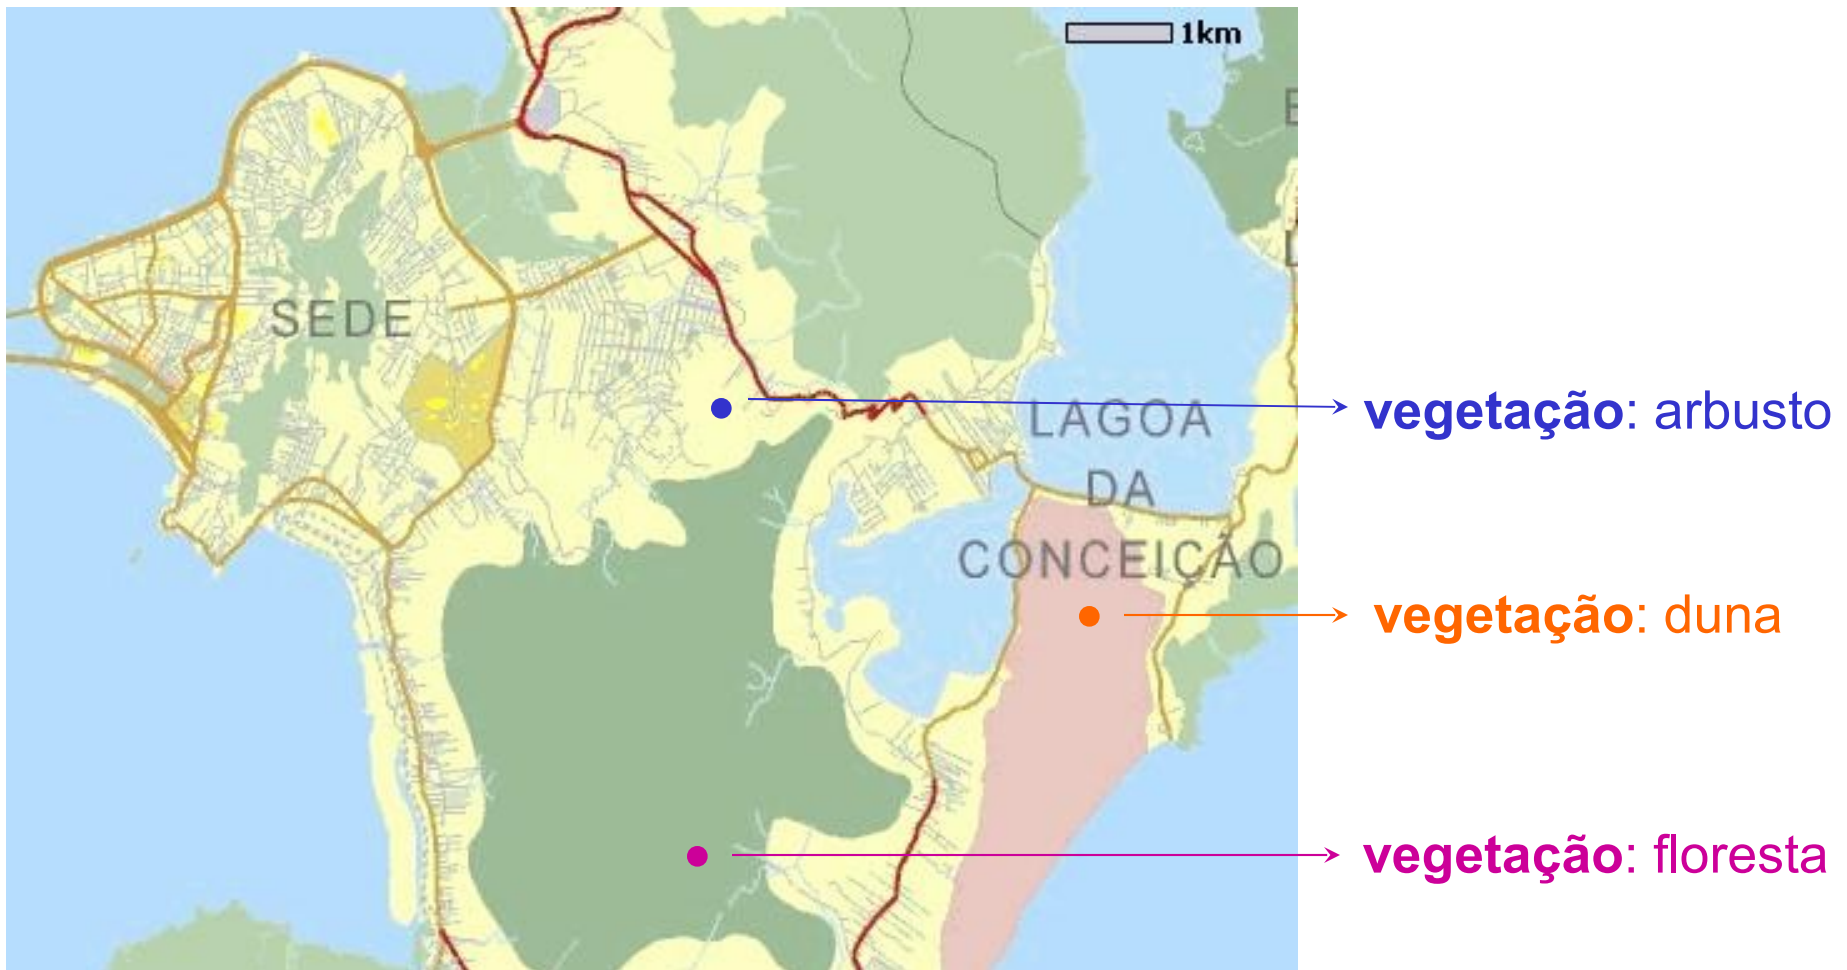 1km
SEDE
LAGOA
DA
CONCEIÇÃO
vegetação: arbusto
vegetação: duna
vegetação: floresta